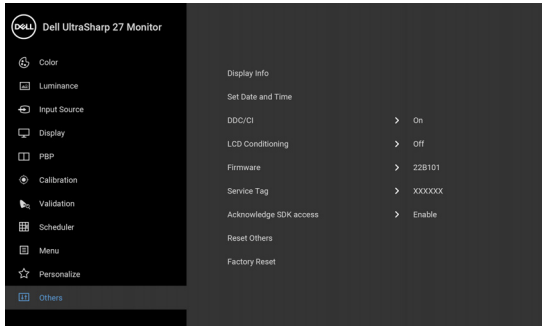 DELL Dell UltraSharp 27 Monitor
Color
Luminance
Input Source
Display
PBP
Calibration
Validation
Scheduler
Menu
Personalize
Others
Display Info
Set Date and Time
DDC/CI > On
LCD Conditioning > Off
Firmware > 22B101
Service Tag > XXXXXX
Acknowledge SDK access > Enable
Reset Others
Factory Reset